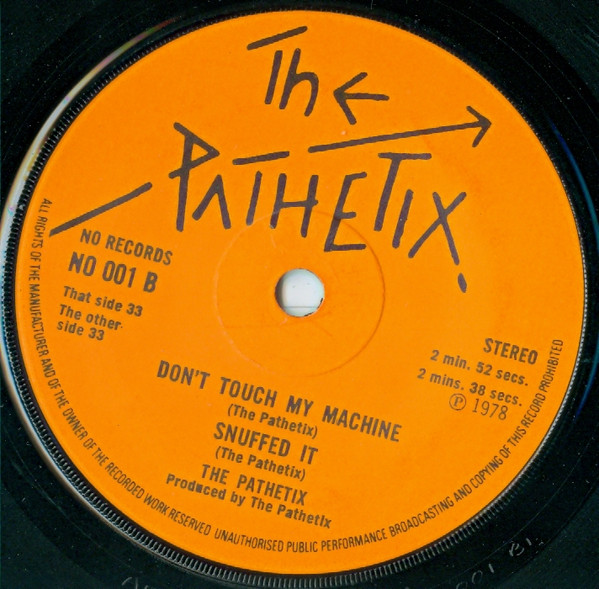 The
PATHETIX.
NO RECORDS
NO 001 B
That side 33
The other
side 33
STEREO
2 min. 52 secs.
2 mins. 38 secs.
℗ 1978
DON'T TOUCH MY MACHINE
(The Pathetix)
SNUFFED IT
(The Pathetix)
THE PATHETIX
Produced by The Pathetix
ALL RIGHTS OF THE MANUFACTURER AND OF THE OWNER OF THE RECORDED WORK RESERVED UNAUTHORISED PUBLIC PERFORMANCE BROADCASTING AND COPYING OF THIS RECORD PROHIBITED